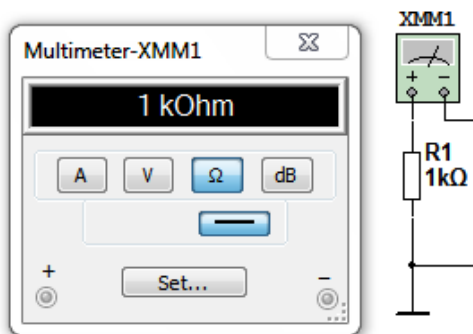 Multimeter-XMM1
1 kOhm
A V Ω dB
+ Set... −
XMM1
+ −
R1
1kΩ